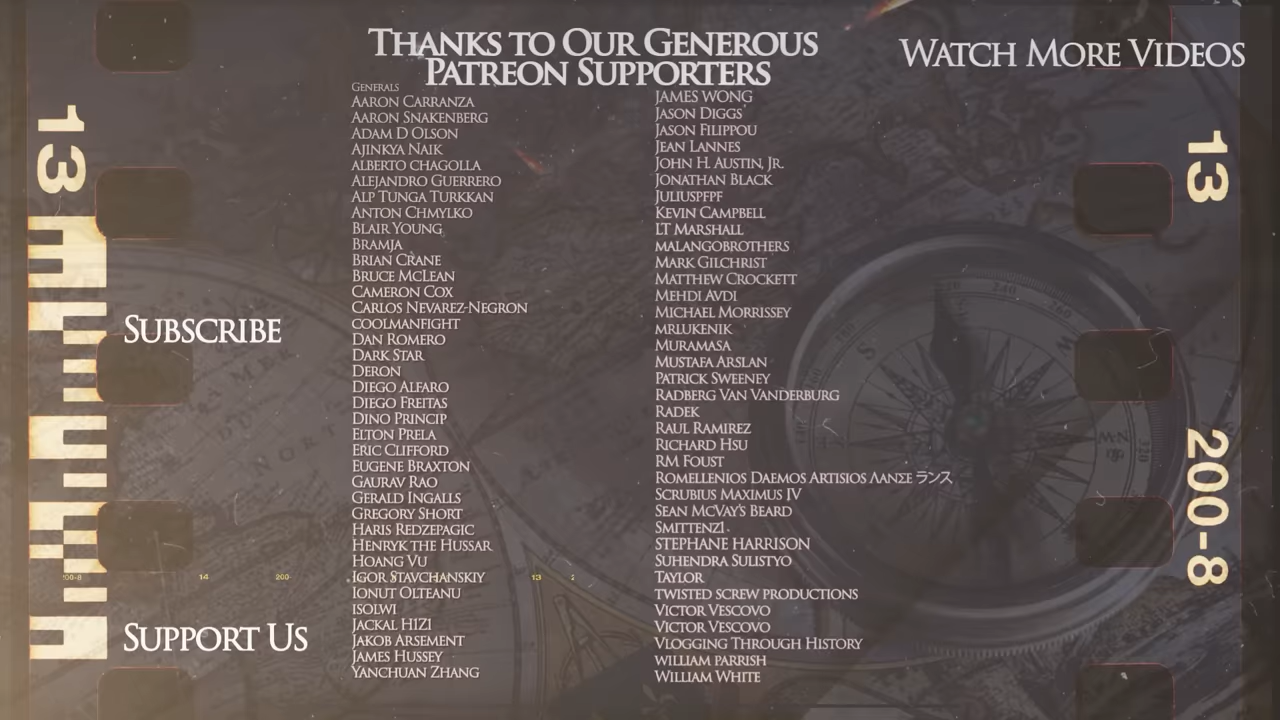 THANKS TO OUR GENEROUS
PATREON SUPPORTERS
WATCH MORE VIDEOS
GENERALS
AARON CARRANZA
AARON SNAKENBERG
ADAM D OLSON
AJINKYA NAIK
ALBERTO CHAGOLLA
ALEJANDRO GUERRERO
ALP TUNGA TURKKAN
ANTON CHMYLKO
BLAIR YOUNG
BRAMJA
BRIAN CRANE
BRUCE MCLEAN
CAMERON COX
CARLOS NEVAREZ-NEGRON
COOLMANFIGHT
DAN ROMERO
DARK STAR
DERON
DIEGO ALFARO
DIEGO FREITAS
DINO PRINCIP
ELTON PRELA
ERIC CLIFFORD
EUGENE BRAXTON
GAURAV RAO
GERALD INGALLS
GREGORY SHORT
HARIS REDZEPAGIC
HENRYK THE HUSSAR
HOANG VU
IGOR STAVCHANSKIY
IONUT OLTEANU
ISOLWI
JACKAL H1Z1
JAKOB ARSEMENT
JAMES HUSSEY
YANCHUAN ZHANG
JAMES WONG
JASON DIGGS
JASON FILIPPOU
JEAN LANNES
JOHN H. AUSTIN, JR.
JONATHAN BLACK
JULIUSPFPF
KEVIN CAMPBELL
LT MARSHALL
MALANGOBROTHERS
MARK GILCHRIST
MATTHEW CROCKETT
MEHDI AVDI
MICHAEL MORRISSEY
MRLUKENIK
MURAMASA
MUSTAFA ARSLAN
PATRICK SWEENEY
RADBERG VAN VANDERBURG
RADEK
RAUL RAMIREZ
RICHARD HSU
RM FOUST
ROMELLENIOS DAEMOS ARTISIOS ΛΑΝΣΕ ランス
SCRUBIUS MAXIMUS IV
SEAN MCVAY'S BEARD
SMITTENZ1
STEPHANE HARRISON
SUHENDRA SULISTYO
TAYLOR
TWISTED SCREW PRODUCTIONS
VICTOR VESCOVO
VICTOR VESCOVO
VLOGGING THROUGH HISTORY
WILLIAM PARRISH
WILLIAM WHITE
SUBSCRIBE
SUPPORT US
13
13
200-8
14
200-
13